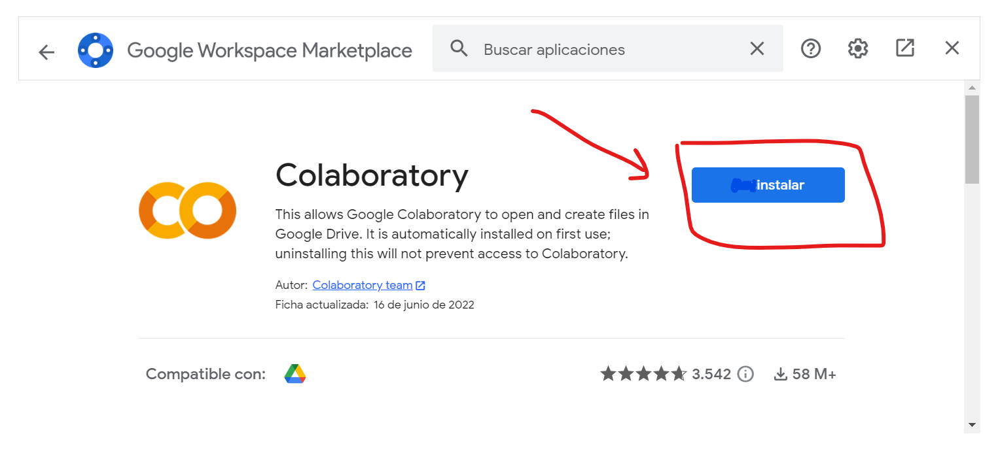 Google Workspace Marketplace
Buscar aplicaciones
Colaboratory
instalar
This allows Google Colaboratory to open and create files in
Google Drive. It is automatically installed on first use;
uninstalling this will not prevent access to Colaboratory.
Autor: Colaboratory team
Ficha actualizada: 16 de junio de 2022
Compatible con:
3.542
58 M+